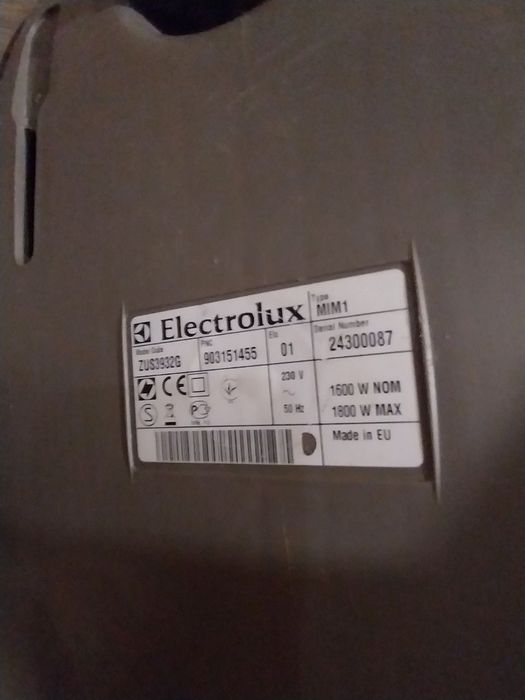 Electrolux
Type
MIM1
Model Code
ZUS3932G
PNC
903151455
Elc
01
Serial Number
24300087
CE
230 V
~
50 Hz
1600 W NOM
1800 W MAX
S
Made in EU